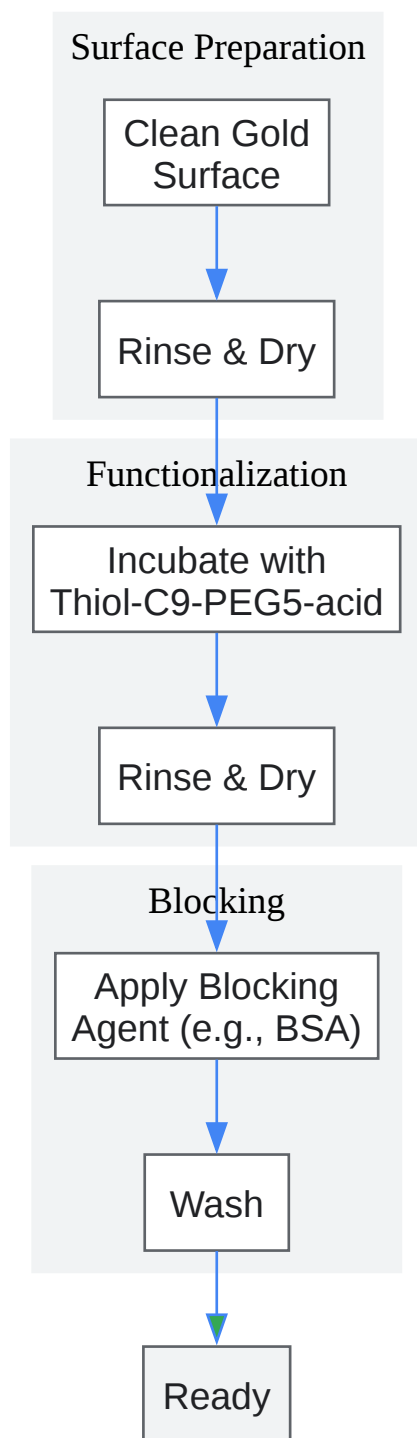 Surface Preparation
Clean Gold
Surface
Rinse & Dry
Functionalization
Incubate with
Thiol-C9-PEG5-acid
Rinse & Dry
Blocking
Apply Blocking
Agent (e.g., BSA)
Wash
Ready